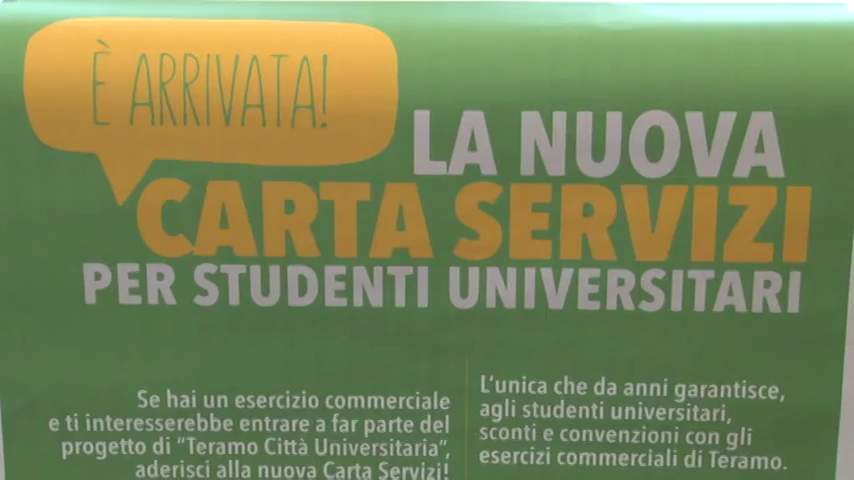 È ARRIVATA!
LA NUOVA
CARTA SERVIZI
PER STUDENTI UNIVERSITARI
Se hai un esercizio commerciale
e ti interesserebbe entrare a far parte del
progetto di "Teramo Città Universitaria",
aderisci alla nuova Carta Servizi!
L'unica che da anni garantisce,
agli studenti universitari,
sconti e convenzioni con gli
esercizi commerciali di Teramo.